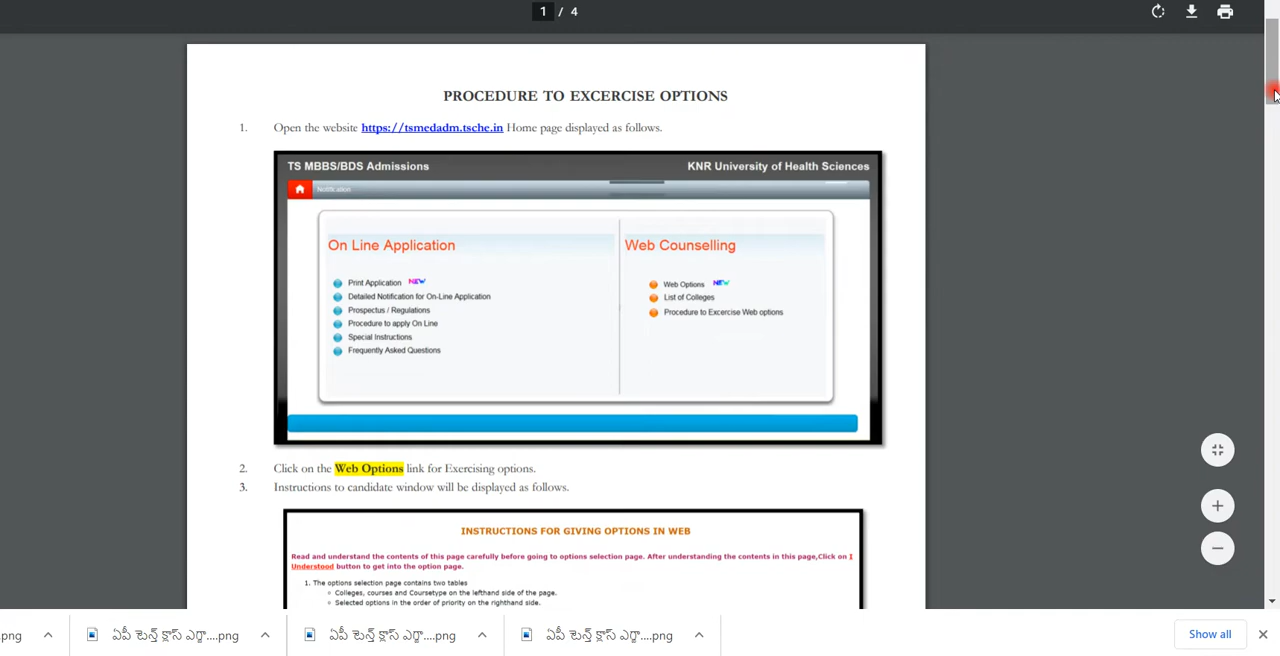 1 / 4
PROCEDURE TO EXCERCISE OPTIONS
1. Open the website https://tsmedadm.tsche.in Home page displayed as follows.
TS MBBS/BDS Admissions KNR University of Health Sciences
Notification
On Line Application
Print Application NEW
Detailed Notification for On-Line Application
Prospectus / Regulations
Procedure to apply On Line
Special Instructions
Frequently Asked Questions
Web Counselling
Web Options NEW
List of Colleges
Procedure to Excercise Web options
2. Click on the Web Options link for Exercising options.
3. Instructions to candidate window will be displayed as follows.
INSTRUCTIONS FOR GIVING OPTIONS IN WEB
Read and understand the contents of this page carefully before going to options selection page. After understanding the contents in this page,Click on I
Understood button to get into the option page.
1. The options selection page contains two tables
Colleges, courses and Coursetype on the lefthand side of the page.
Selected options in the order of priority on the righthand side.
....png ఏపీ టెన్త్ క్లాస్ ఎగ్జా....png ఏపీ టెన్త్ క్లాస్ ఎగ్జా....png ఏపీ టెన్త్ క్లాస్ ఎగ్జా....png Show all